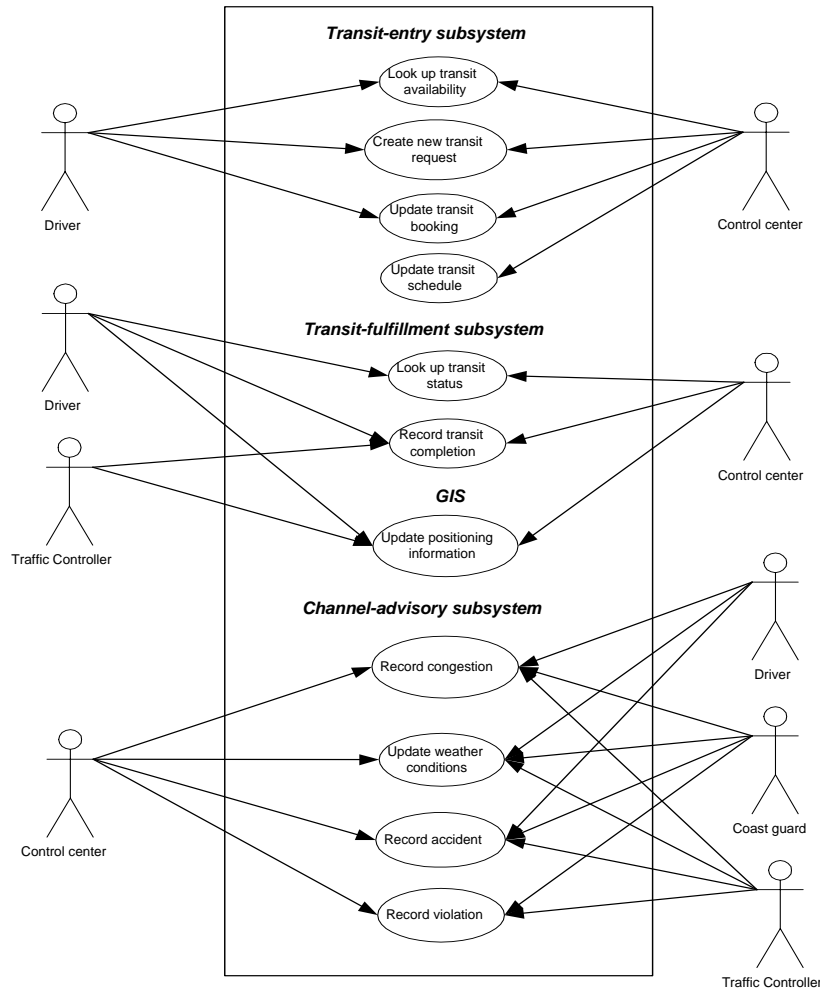 Transit-entry subsystem
Look up transit
availability
Create new transit
request
Driver
Update transit
booking
Control center
Update transit
schedule
Transit-fulfillment subsystem
Look up transit
status
Driver
Record transit
completion
Control center
GIS
Traffic Controller
Update positioning
information
Channel-advisory subsystem
Record congestion
Driver
Update weather
conditions
Coast guard
Record accident
Control center
Record violation
Traffic Controller